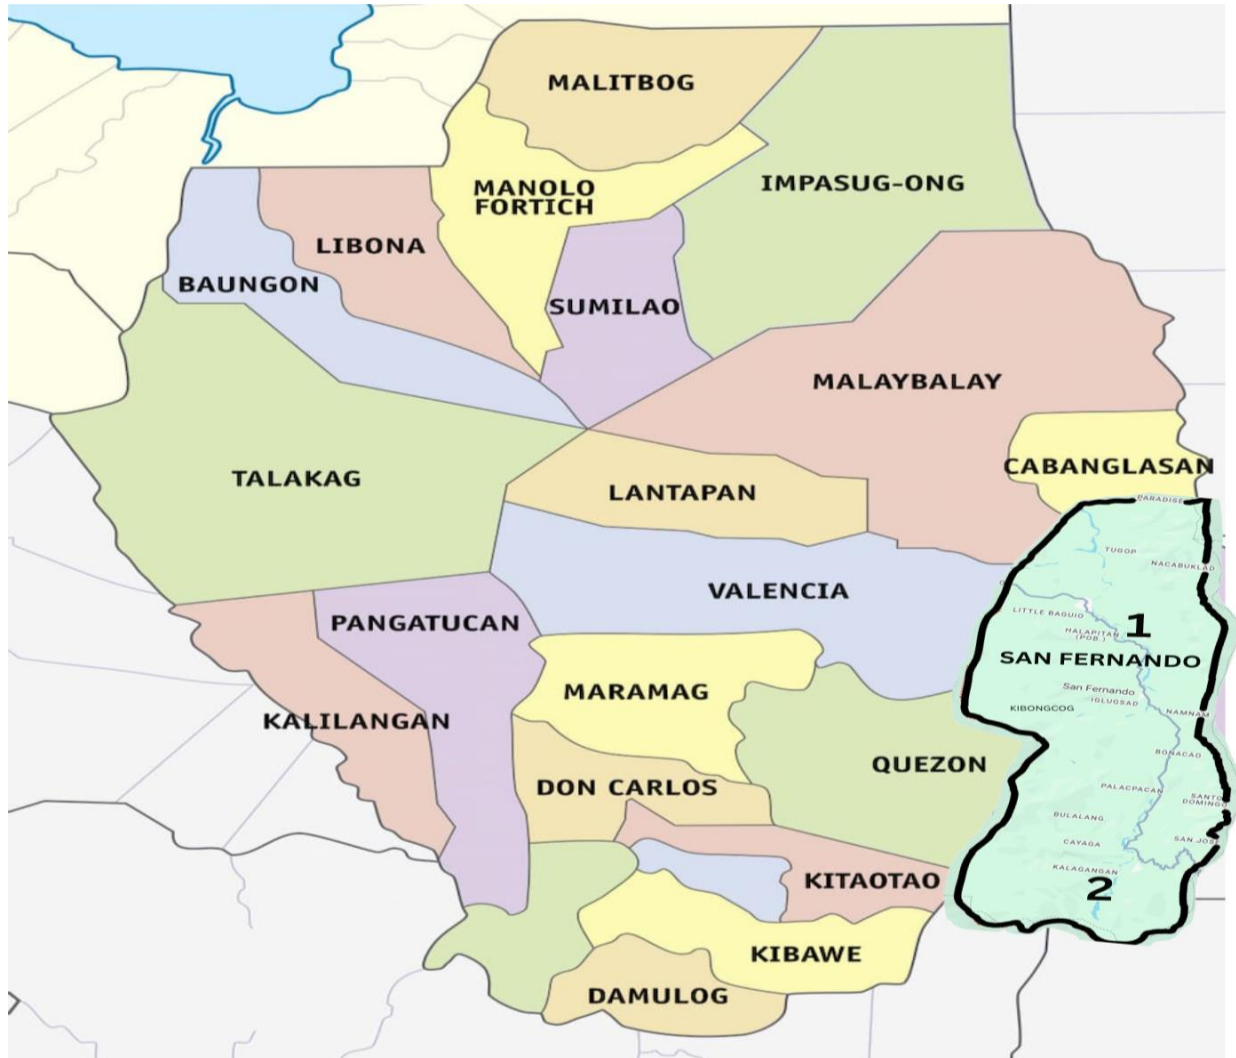 MALITBOG
MANOLO
FORTICH
IMPASUG-ONG
LIBONA
BAUNGON
SUMILAO
MALAYBALAY
CABANGLASAN
TALAKAG
LANTAPAN
PARADISE
TUGOP
NACABUKLAD
VALENCIA
LITTLE BAGUIO
1
PANGATUCAN
HALAPITAN
(POB.)
SAN FERNANDO
MARAMAG
San Fernando
IGLUGSAD
KIBONGCOG
NAMNAM
KALILANGAN
BONACAO
QUEZON
DON CARLOS
PALACPACAN
SANTO
DOMINGO
BULALANG
SAN JOSE
CAYAGA
KALAGANGAN
KITAOTAO
2
KIBAWE
DAMULOG